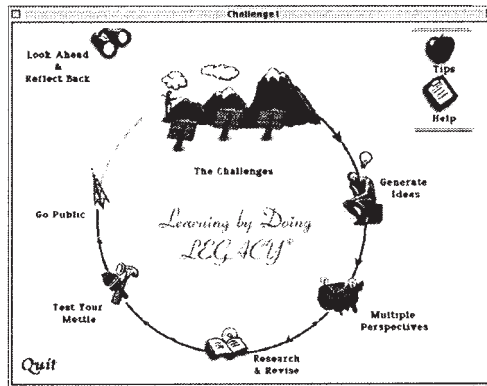 Challenge1
Look Ahead
&
Reflect Back
Tips
Help
The Challenges
Generate
Ideas
Go Public
Learning by Doing
LEGACY®
Test Your
Mettle
Multiple
Perspectives
Research
& Revise
Quit